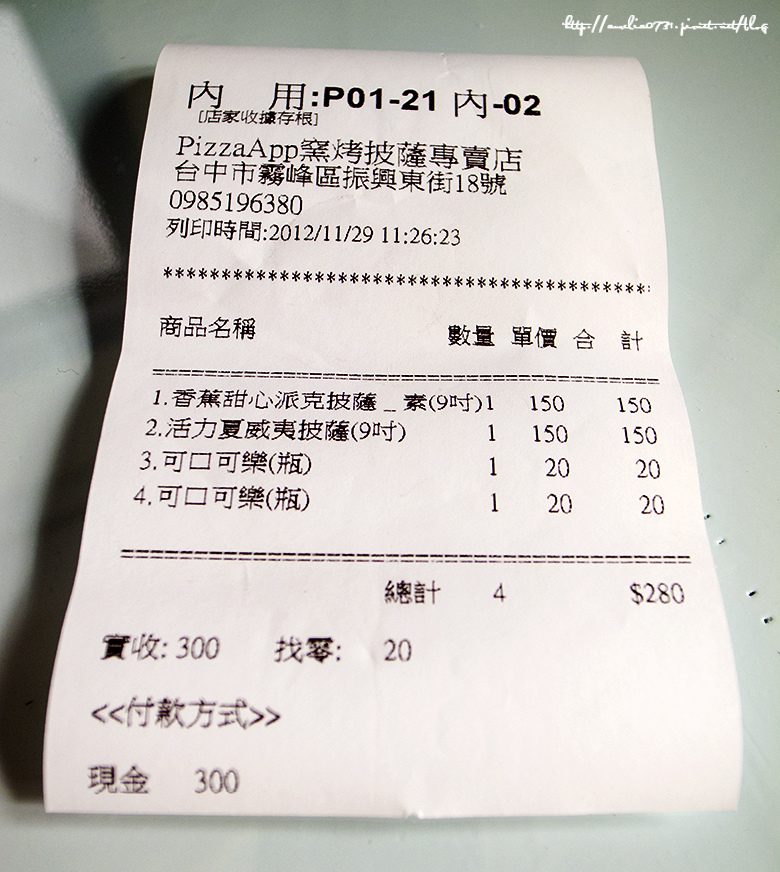 內 用:P01-21 內-02
[店家收據存根]
PizzaApp窯烤披薩專賣店
台中市霧峰區振興東街18號
0985196380
列印時間:2012/11/29 11:26:23
******************************************
商品名稱 數量 單價 合 計
==================================================
1.香蕉甜心派克披薩_素(9吋)1 150 150
2.活力夏威夷披薩(9吋) 1 150 150
3.可口可樂(瓶) 1 20 20
4.可口可樂(瓶) 1 20 20
==================================================
總計 4 $280
實收: 300 找零: 20
<<付款方式>>
現金 300